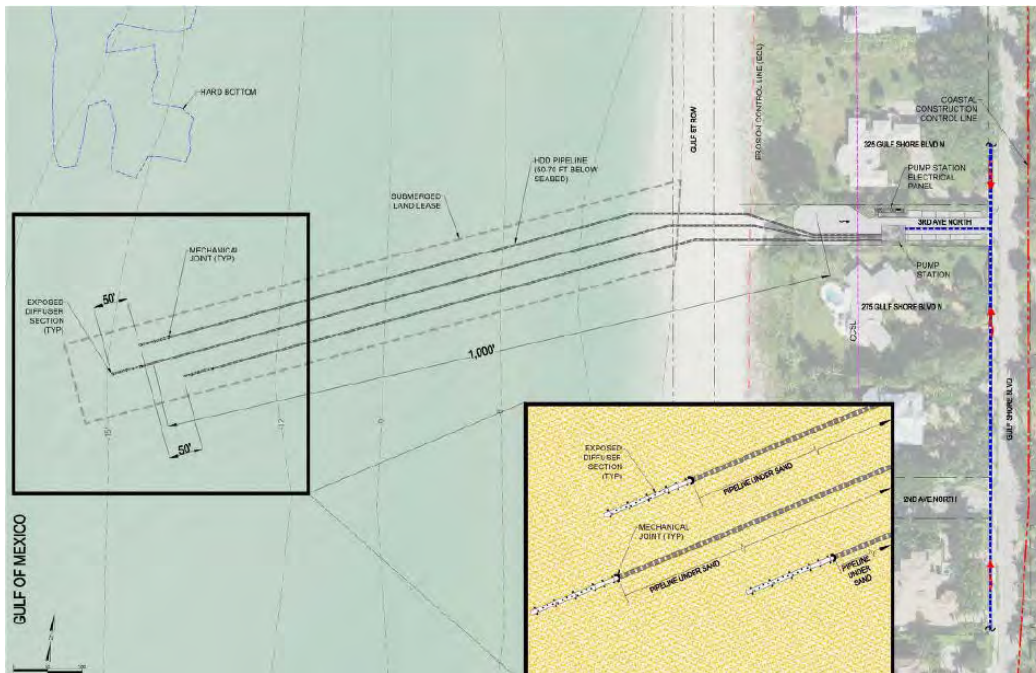 HARD BOTTOM
GULF ST ROW
EROSION CONTROL LINE (ECL)
COASTAL
CONSTRUCTION
CONTROL LINE
325 GULF SHORE BLVD N
HDD PIPELINE
SEABED)
SUBMERGED
LAND LEASE
PUMP STATION
ELECTRICAL
PANEL
3RD AVE NORTH
MECHANICAL
JOINT (TYP)
PUMP
STATION
50'
EXPOSED
DIFFUSER
SECTION
(TYP)
275 GULF SHORE BLVD N
1,000'
GULF SHORE BLVD
50'
EXPOSED
DIFFUSER
SECTION
(TYP)
PIPELINE UNDER SAND
2ND AVE NORTH
MECHANICAL
JOINT (TYP)
PIPELINE UNDER SAND
PIPELINE
UNDER
SAND
GULF OF MEXICO